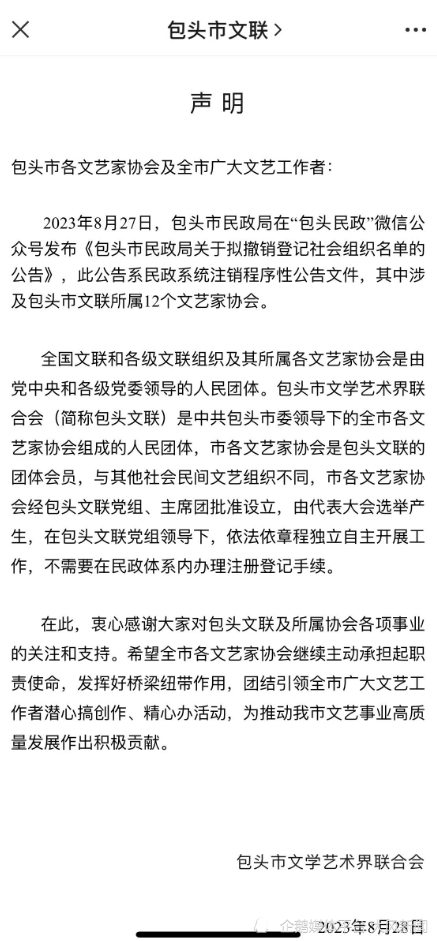 包头市文联
声 明
包头市各文艺家协会及全市广大文艺工作者：
2023年8月27日，包头市民政局在“包头民政”微信公
众号发布《包头市民政局关于拟撤销登记社会组织名单的
公告》，此公告系民政系统注销程序性公告文件，其中涉
及包头市文联所属12个文艺家协会。
全国文联和各级文联组织及其所属各文艺家协会是由
党中央和各级党委领导的人民团体。包头市文学艺术界联
合会（简称包头文联）是中共包头市委领导下的全市各文
艺家协会组成的人民团体，市各文艺家协会是包头文联的
团体会员，与其他社会民间文艺组织不同，市各文艺家协
会经包头文联党组、主席团批准设立，由代表大会选举产
生，在包头文联党组领导下，依法依章程独立自主开展工
作，不需要在民政体系内办理注册登记手续。
在此，衷心感谢大家对包头文联及所属协会各项事业
的关注和支持。希望全市各文艺家协会继续主动承担起职
责使命，发挥好桥梁纽带作用，团结引领全市广大文艺工
作者潜心搞创作、精心办活动，为推动我市文艺事业高质
量发展作出积极贡献。
包头市文学艺术界联合会
2023年8月28日